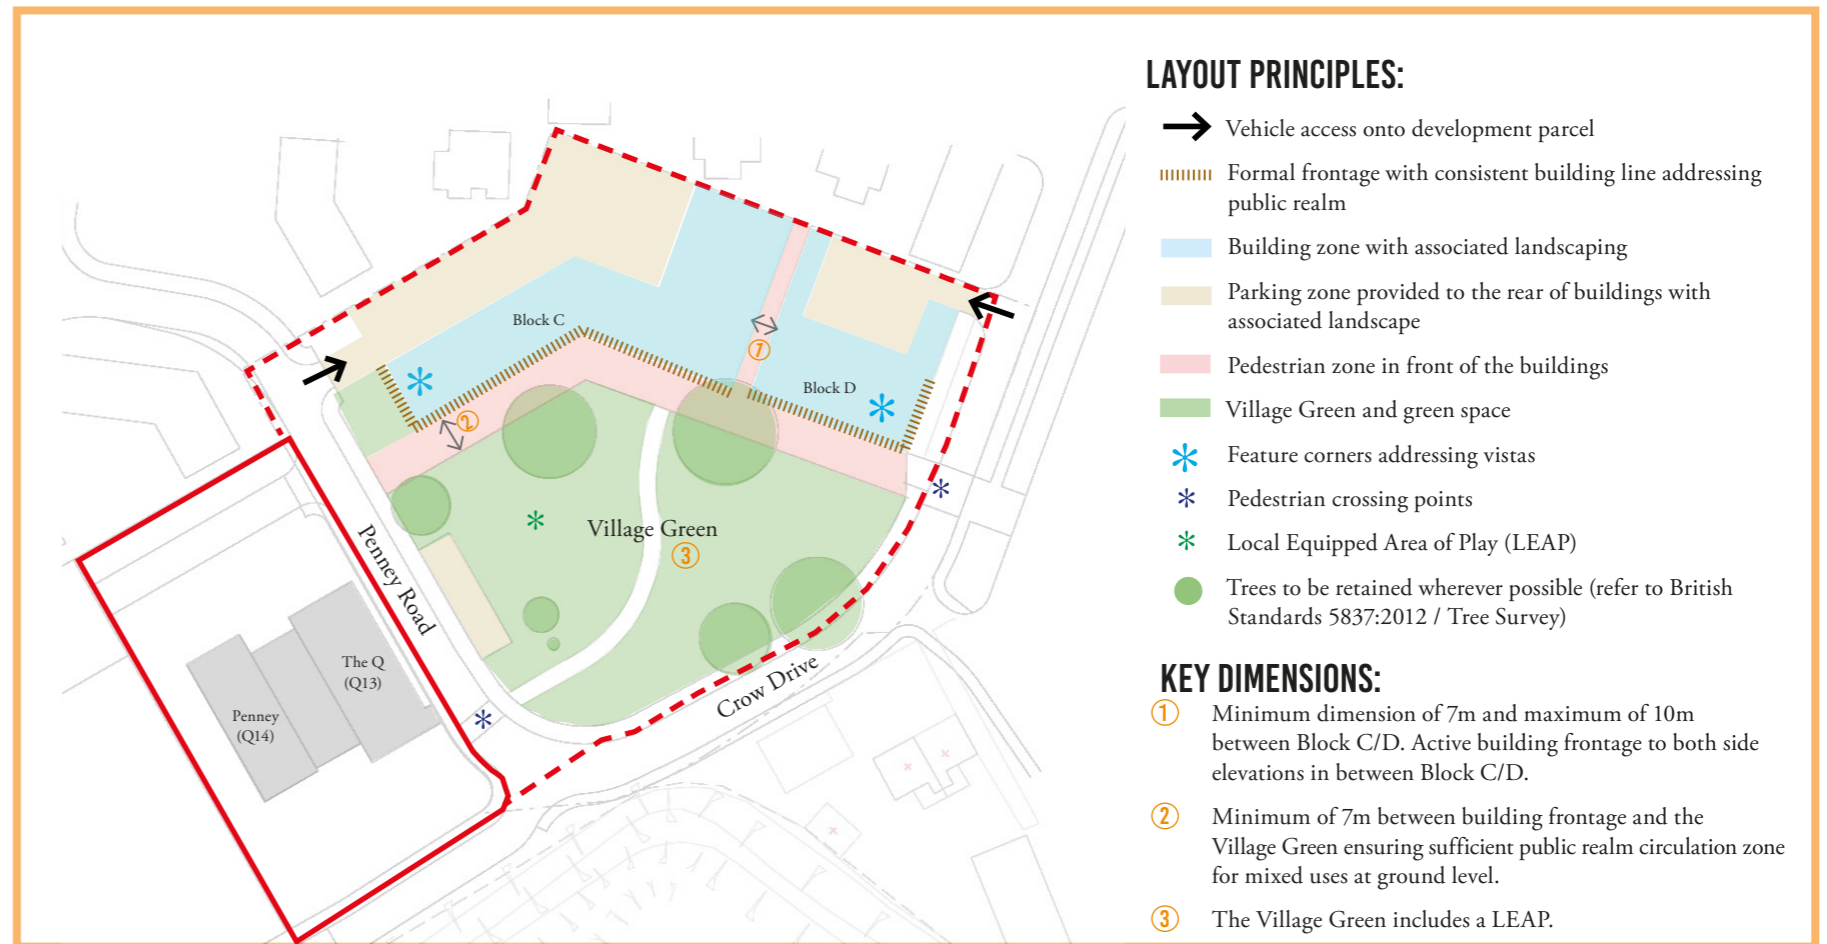 LAYOUT PRINCIPLES:
Vehicle access onto development parcel
Formal frontage with consistent building line addressing
public realm
Building zone with associated landscaping
Parking zone provided to the rear of buildings with
associated landscape
Pedestrian zone in front of the buildings
Village Green and green space
Feature corners addressing vistas
Pedestrian crossing points
Local Equipped Area of Play (LEAP)
Trees to be retained wherever possible (refer to British
Standards 5837:2012 / Tree Survey)
KEY DIMENSIONS:
① Minimum dimension of 7m and maximum of 10m
between Block C/D. Active building frontage to both side
elevations in between Block C/D.
② Minimum of 7m between building frontage and the
Village Green ensuring sufficient public realm circulation zone
for mixed uses at ground level.
③ The Village Green includes a LEAP.
Block C
①
Block D
②
Village Green
③
Penney Road
The Q
(Q13)
Penney
(Q14)
Crow Drive